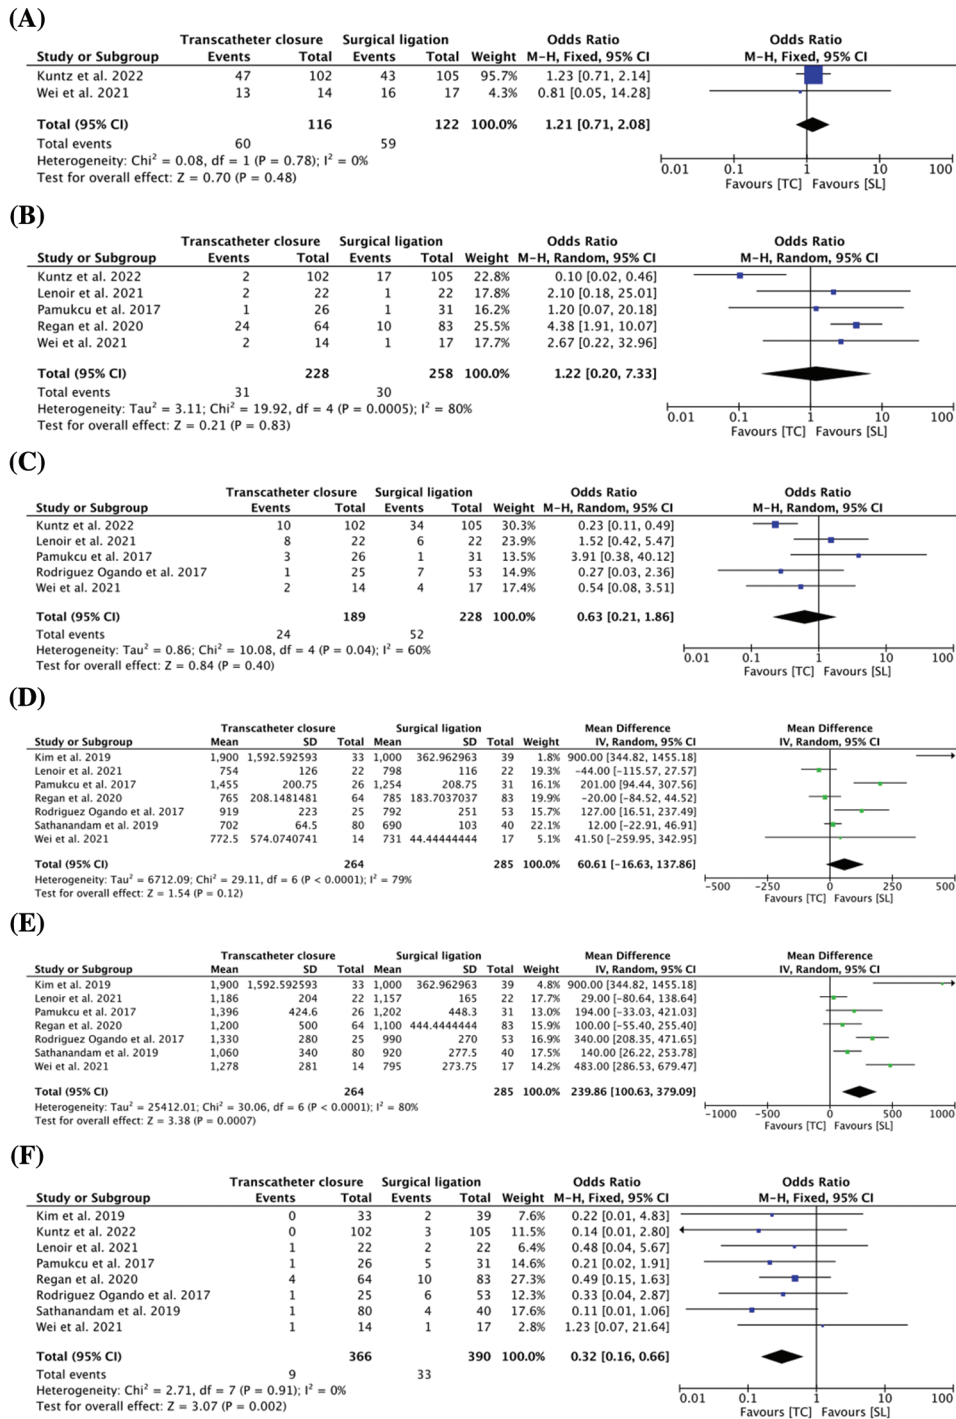 (A)
Transcatheter closure Surgical ligation Odds Ratio Odds Ratio
Study or Subgroup Events Total Events Total Weight M-H, Fixed, 95% CI M-H, Fixed, 95% CI
Kuntz et al. 2022 47 102 43 105 95.7% 1.23 [0.71, 2.14]
Wei et al. 2021 13 14 16 17 4.3% 0.81 [0.05, 14.28]
Total (95% CI) 116 122 100.0% 1.21 [0.71, 2.08]
Total events 60 59
Heterogeneity: Chi² = 0.08, df = 1 (P = 0.78); I² = 0%
Test for overall effect: Z = 0.70 (P = 0.48)
0.01 0.1 1 10 100
Favours [TC] Favours [SL]
(B)
Transcatheter closure Surgical ligation Odds Ratio Odds Ratio
Study or Subgroup Events Total Events Total Weight M-H, Random, 95% CI M-H, Random, 95% CI
Kuntz et al. 2022 2 102 17 105 22.8% 0.10 [0.02, 0.46]
Lenoir et al. 2021 2 22 1 22 17.8% 2.10 [0.18, 25.01]
Pamukcu et al. 2017 1 26 1 31 16.2% 1.20 [0.07, 20.18]
Regan et al. 2020 24 64 10 83 25.5% 4.38 [1.91, 10.07]
Wei et al. 2021 2 14 1 17 17.7% 2.67 [0.22, 32.96]
Total (95% CI) 228 258 100.0% 1.22 [0.20, 7.33]
Total events 31 30
Heterogeneity: Tau² = 3.11; Chi² = 19.92, df = 4 (P = 0.0005); I² = 80%
Test for overall effect: Z = 0.21 (P = 0.83)
0.01 0.1 1 10 100
Favours [TC] Favours [SL]
(C)
Transcatheter closure Surgical ligation Odds Ratio Odds Ratio
Study or Subgroup Events Total Events Total Weight M-H, Random, 95% CI M-H, Random, 95% CI
Kuntz et al. 2022 10 102 34 105 30.3% 0.23 [0.11, 0.49]
Lenoir et al. 2021 8 22 6 22 23.9% 1.52 [0.42, 5.47]
Pamukcu et al. 2017 3 26 1 31 13.5% 3.91 [0.38, 40.12]
Rodriguez Ogando et al. 2017 1 25 7 53 14.9% 0.27 [0.03, 2.36]
Wei et al. 2021 2 14 4 17 17.4% 0.54 [0.08, 3.51]
Total (95% CI) 189 228 100.0% 0.63 [0.21, 1.86]
Total events 24 52
Heterogeneity: Tau² = 0.86; Chi² = 10.08, df = 4 (P = 0.04); I² = 60%
Test for overall effect: Z = 0.84 (P = 0.40)
0.01 0.1 1 10 100
Favours [TC] Favours [SL]
(D)
Transcatheter closure Surgical ligation Mean Difference Mean Difference
Study or Subgroup Mean SD Total Mean SD Total Weight IV, Random, 95% CI IV, Random, 95% CI
Kim et al. 2019 1,900 1,592.592593 33 1,000 362.962963 39 1.8% 900.00 [344.82, 1455.18]
Lenoir et al. 2021 754 126 22 798 116 22 19.3% -44.00 [-115.57, 27.57]
Pamukcu et al. 2017 1,455 200.75 26 1,254 208.75 31 14.3% 201.00 [94.44, 307.56]
Regan et al. 2020 765 208.1481481 64 785 183.7037037 83 19.9% -20.00 [-84.52, 44.52]
Rodriguez Ogando et al. 2017 919 223 25 792 251 53 13.7% 127.00 [16.51, 237.49]
Sathanandam et al. 2019 702 64.5 80 690 103 40 22.1% 12.00 [-22.91, 46.91]
Wei et al. 2021 772.5 574.0740741 14 731 44.44444444 17 5.1% 41.50 [-259.95, 342.95]
Total (95% CI) 264 285 100.0% 60.61 [-16.63, 137.86]
Heterogeneity: Tau² = 6712.09; Chi² = 29.11, df = 6 (P < 0.0001); I² = 79%
Test for overall effect: Z = 1.54 (P = 0.12)
-500 -250 0 250 500
Favours [TC] Favours [SL]
(E)
Transcatheter closure Surgical ligation Mean Difference Mean Difference
Study or Subgroup Mean SD Total Mean SD Total Weight IV, Random, 95% CI IV, Random, 95% CI
Kim et al. 2019 1,900 1,592.592593 33 1,000 362.962963 39 4.8% 900.00 [344.82, 1455.18]
Lenoir et al. 2021 1,186 204 22 1,157 165 22 17.7% 29.00 [-80.64, 138.64]
Pamukcu et al. 2017 1,396 424.6 26 1,202 448.3 31 14.1% 194.00 [-33.03, 421.03]
Regan et al. 2020 1,200 500 64 1,100 444.4444444 83 15.9% 100.00 [-55.40, 255.40]
Rodriguez Ogando et al. 2017 1,330 280 25 990 270 53 16.9% 340.00 [208.35, 471.65]
Sathanandam et al. 2019 1,060 340 80 920 277.5 40 17.5% 140.00 [26.22, 253.78]
Wei et al. 2021 1,278 281 14 795 273.75 17 14.2% 483.00 [286.53, 679.47]
Total (95% CI) 264 285 100.0% 239.86 [100.63, 379.09]
Heterogeneity: Tau² = 25412.01; Chi² = 30.06, df = 6 (P < 0.0001); I² = 80%
Test for overall effect: Z = 3.38 (P = 0.0007)
-1000 -500 0 500 1000
Favours [TC] Favours [SL]
(F)
Transcatheter closure Surgical ligation Odds Ratio Odds Ratio
Study or Subgroup Events Total Events Total Weight M-H, Fixed, 95% CI M-H, Fixed, 95% CI
Kim et al. 2019 0 33 2 39 7.6% 0.22 [0.01, 4.83]
Kuntz et al. 2022 0 102 3 105 11.5% 0.14 [0.01, 2.80]
Lenoir et al. 2021 1 22 2 22 6.4% 0.48 [0.04, 5.67]
Pamukcu et al. 2017 1 26 5 31 14.6% 0.21 [0.02, 1.91]
Regan et al. 2020 4 64 10 83 27.3% 0.49 [0.15, 1.63]
Rodriguez Ogando et al. 2017 1 25 6 53 12.3% 0.33 [0.04, 2.87]
Sathanandam et al. 2019 1 80 4 40 17.6% 0.11 [0.01, 1.06]
Wei et al. 2021 1 14 1 17 2.8% 1.23 [0.07, 21.64]
Total (95% CI) 366 390 100.0% 0.32 [0.16, 0.66]
Total events 9 33
Heterogeneity: Chi² = 2.71, df = 7 (P = 0.91); I² = 0%
Test for overall effect: Z = 3.07 (P = 0.002)
0.01 0.1 1 10 100
Favours [TC] Favours [SL]